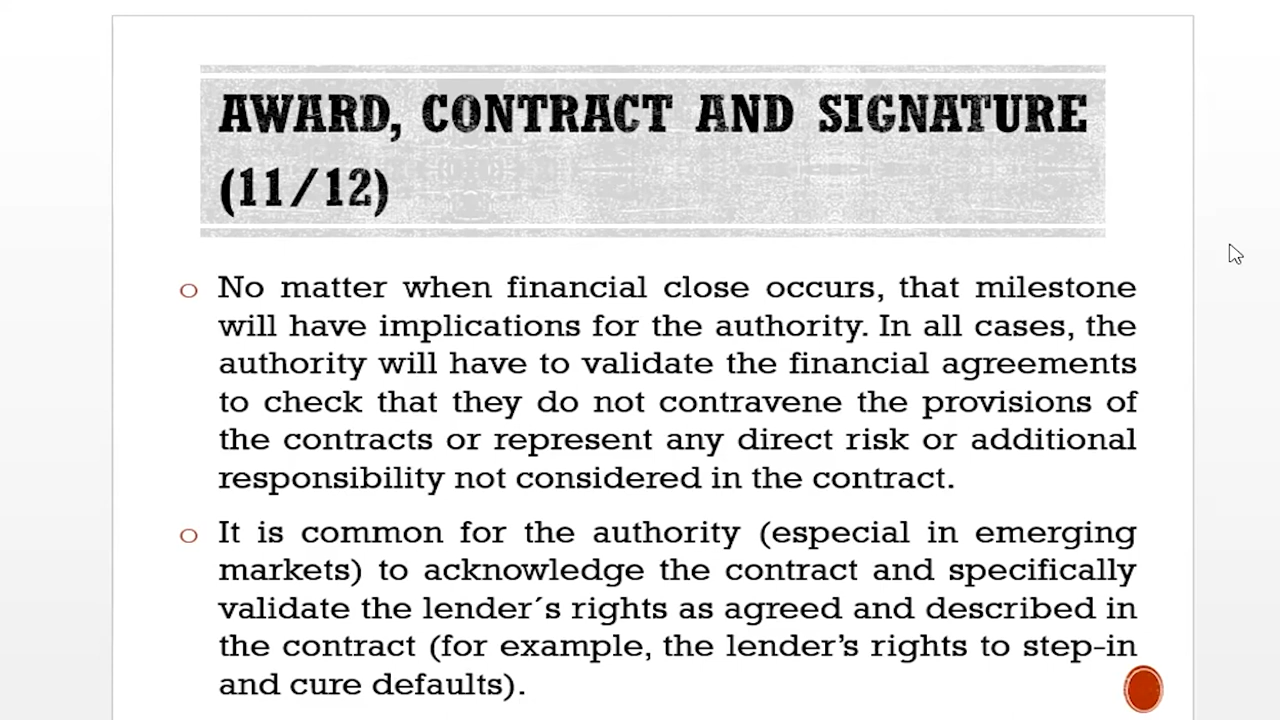 AWARD, CONTRACT AND SIGNATURE
(11/12)
o No matter when financial close occurs, that milestone
will have implications for the authority. In all cases, the
authority will have to validate the financial agreements
to check that they do not contravene the provisions of
the contracts or represent any direct risk or additional
responsibility not considered in the contract.
o It is common for the authority (especial in emerging
markets) to acknowledge the contract and specifically
validate the lender´s rights as agreed and described in
the contract (for example, the lender’s rights to step-in
and cure defaults).